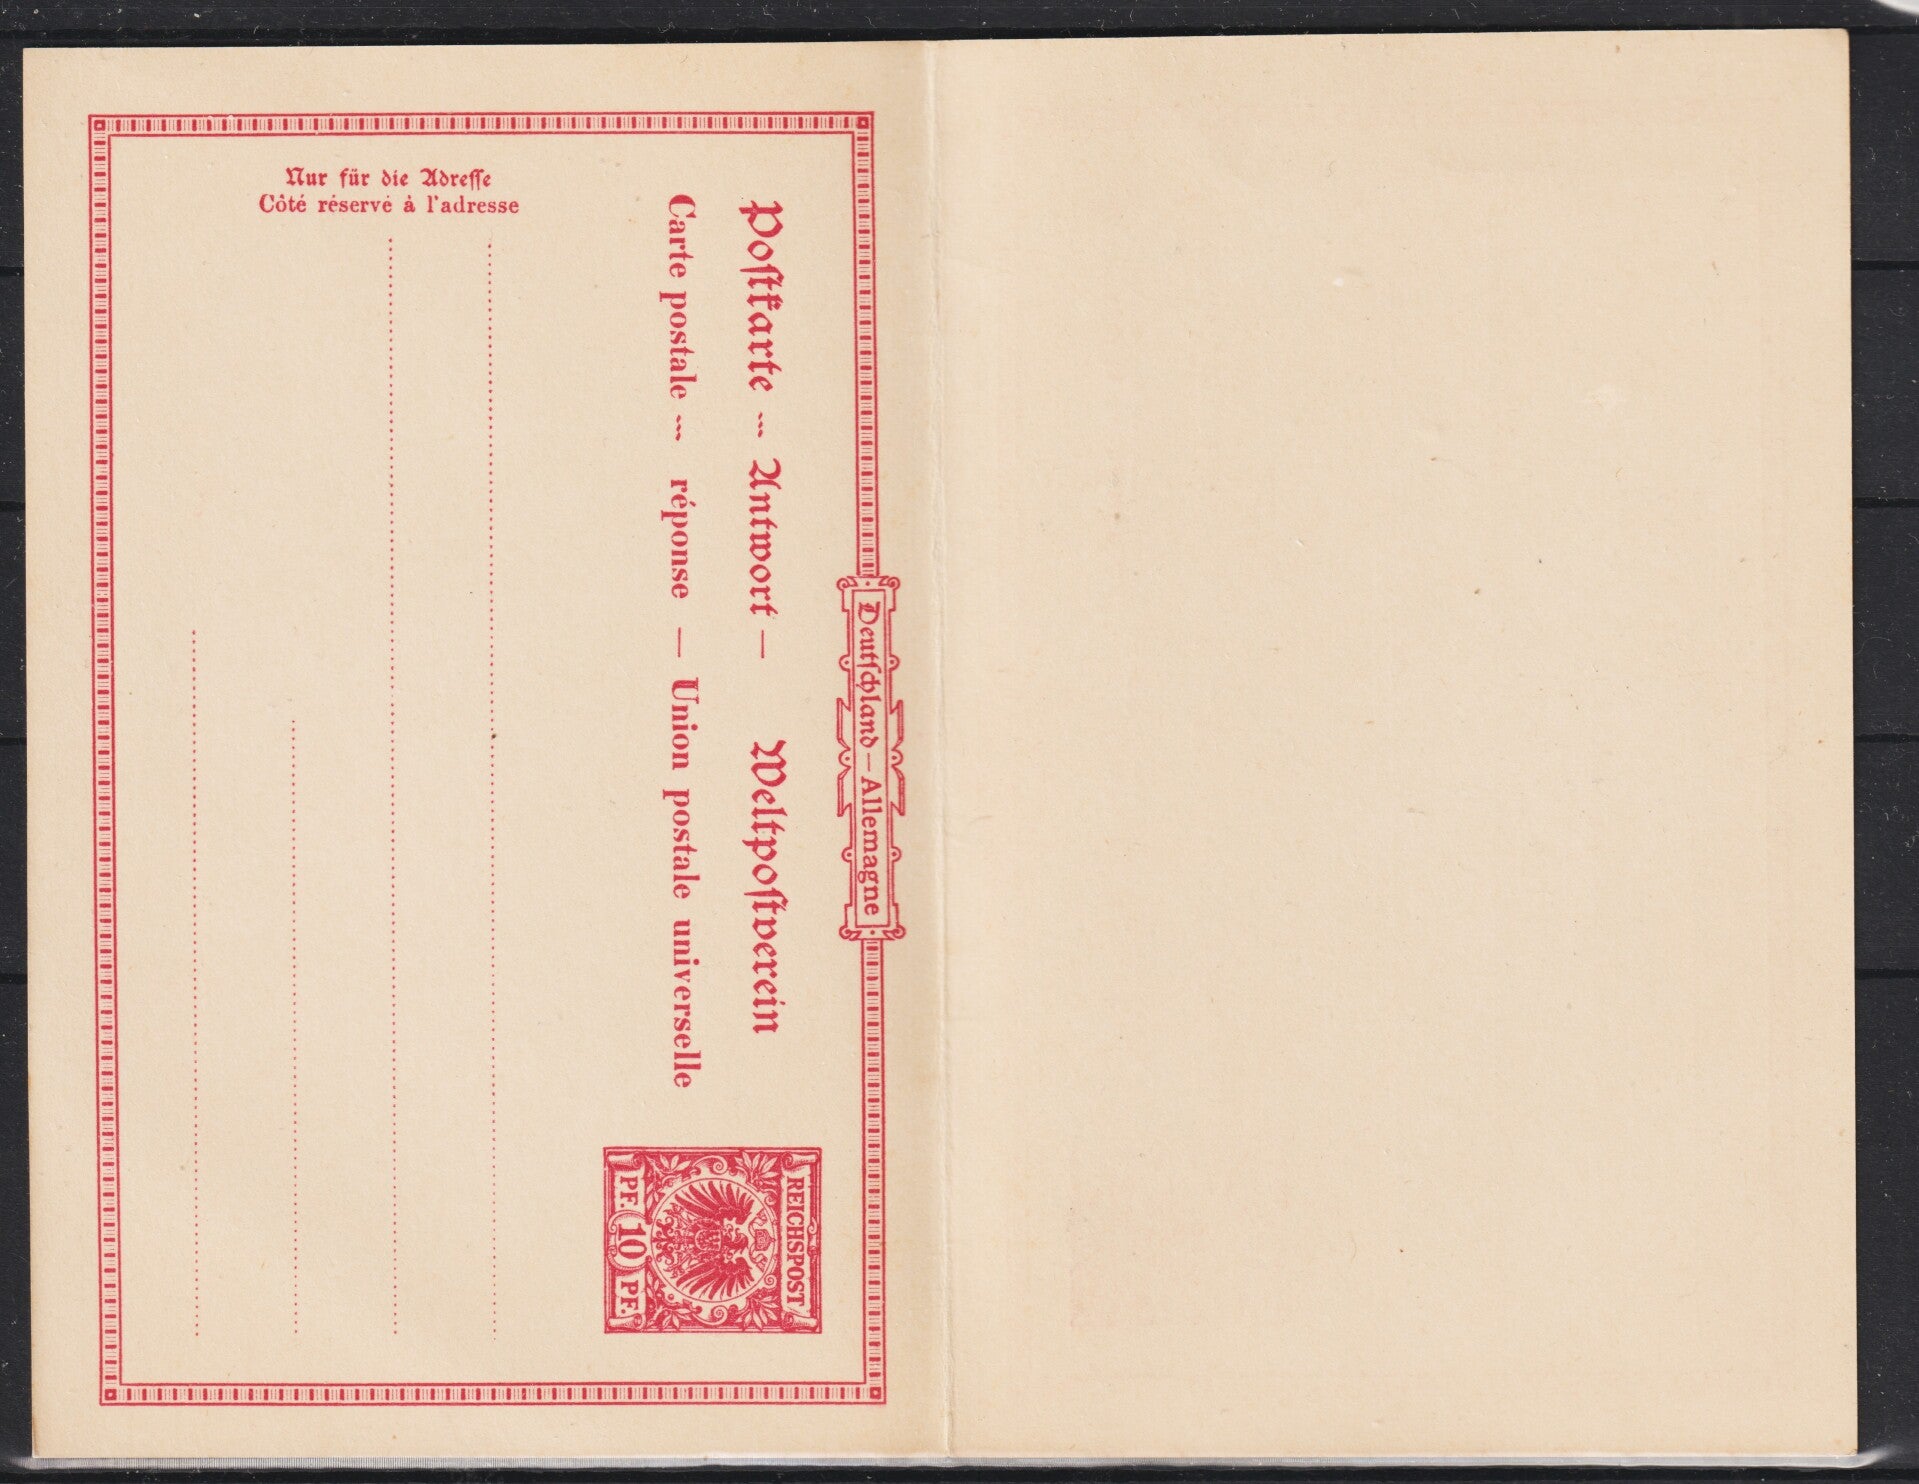 Deutschland — Allemagne
Postkarte --- Antwort — Weltpostverein
Carte postale --- réponse — Union postale universelle
REICHSPOST
PF. 10 PF.
Nur für die Adresse
Côté réservé à l'adresse